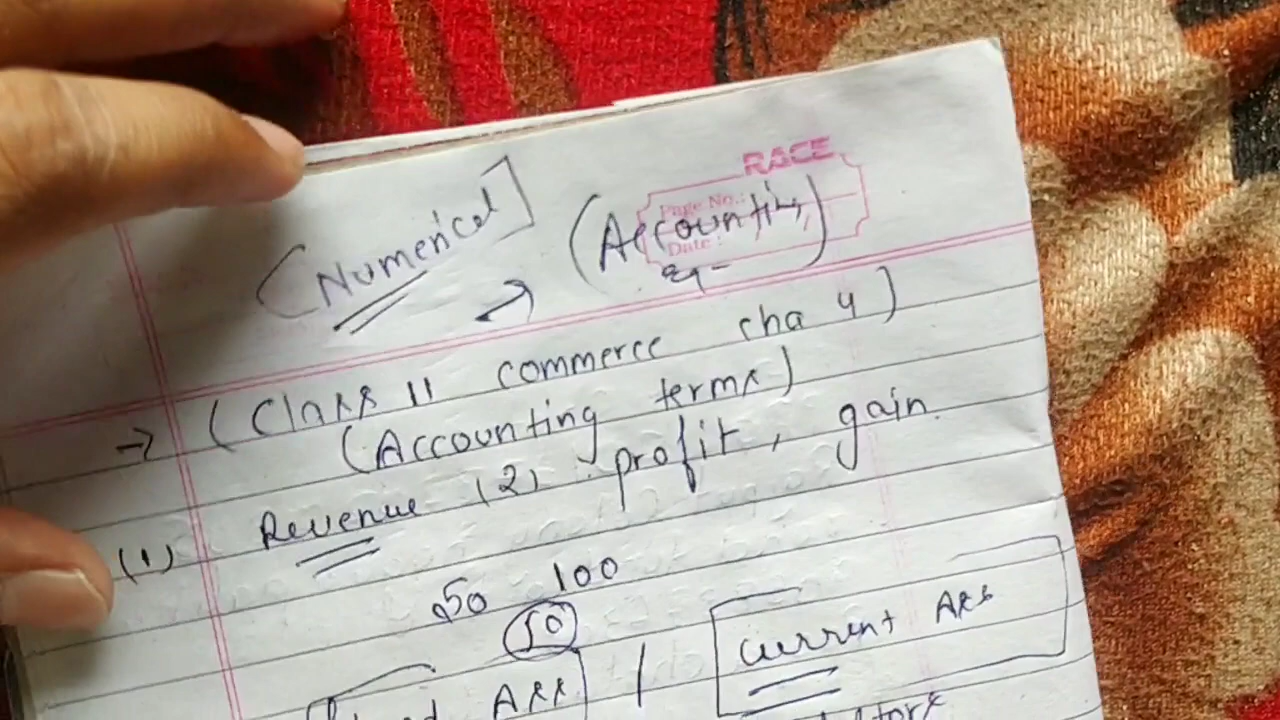 RACE
Page No.:
Date:
(Numerical]
→ (Accounting
eq-
→ (Class 11 commerce cha 4)
(Accounting terms)
(1) Revenue (2) profit, gain
50 100
50
Ass | Current Ass